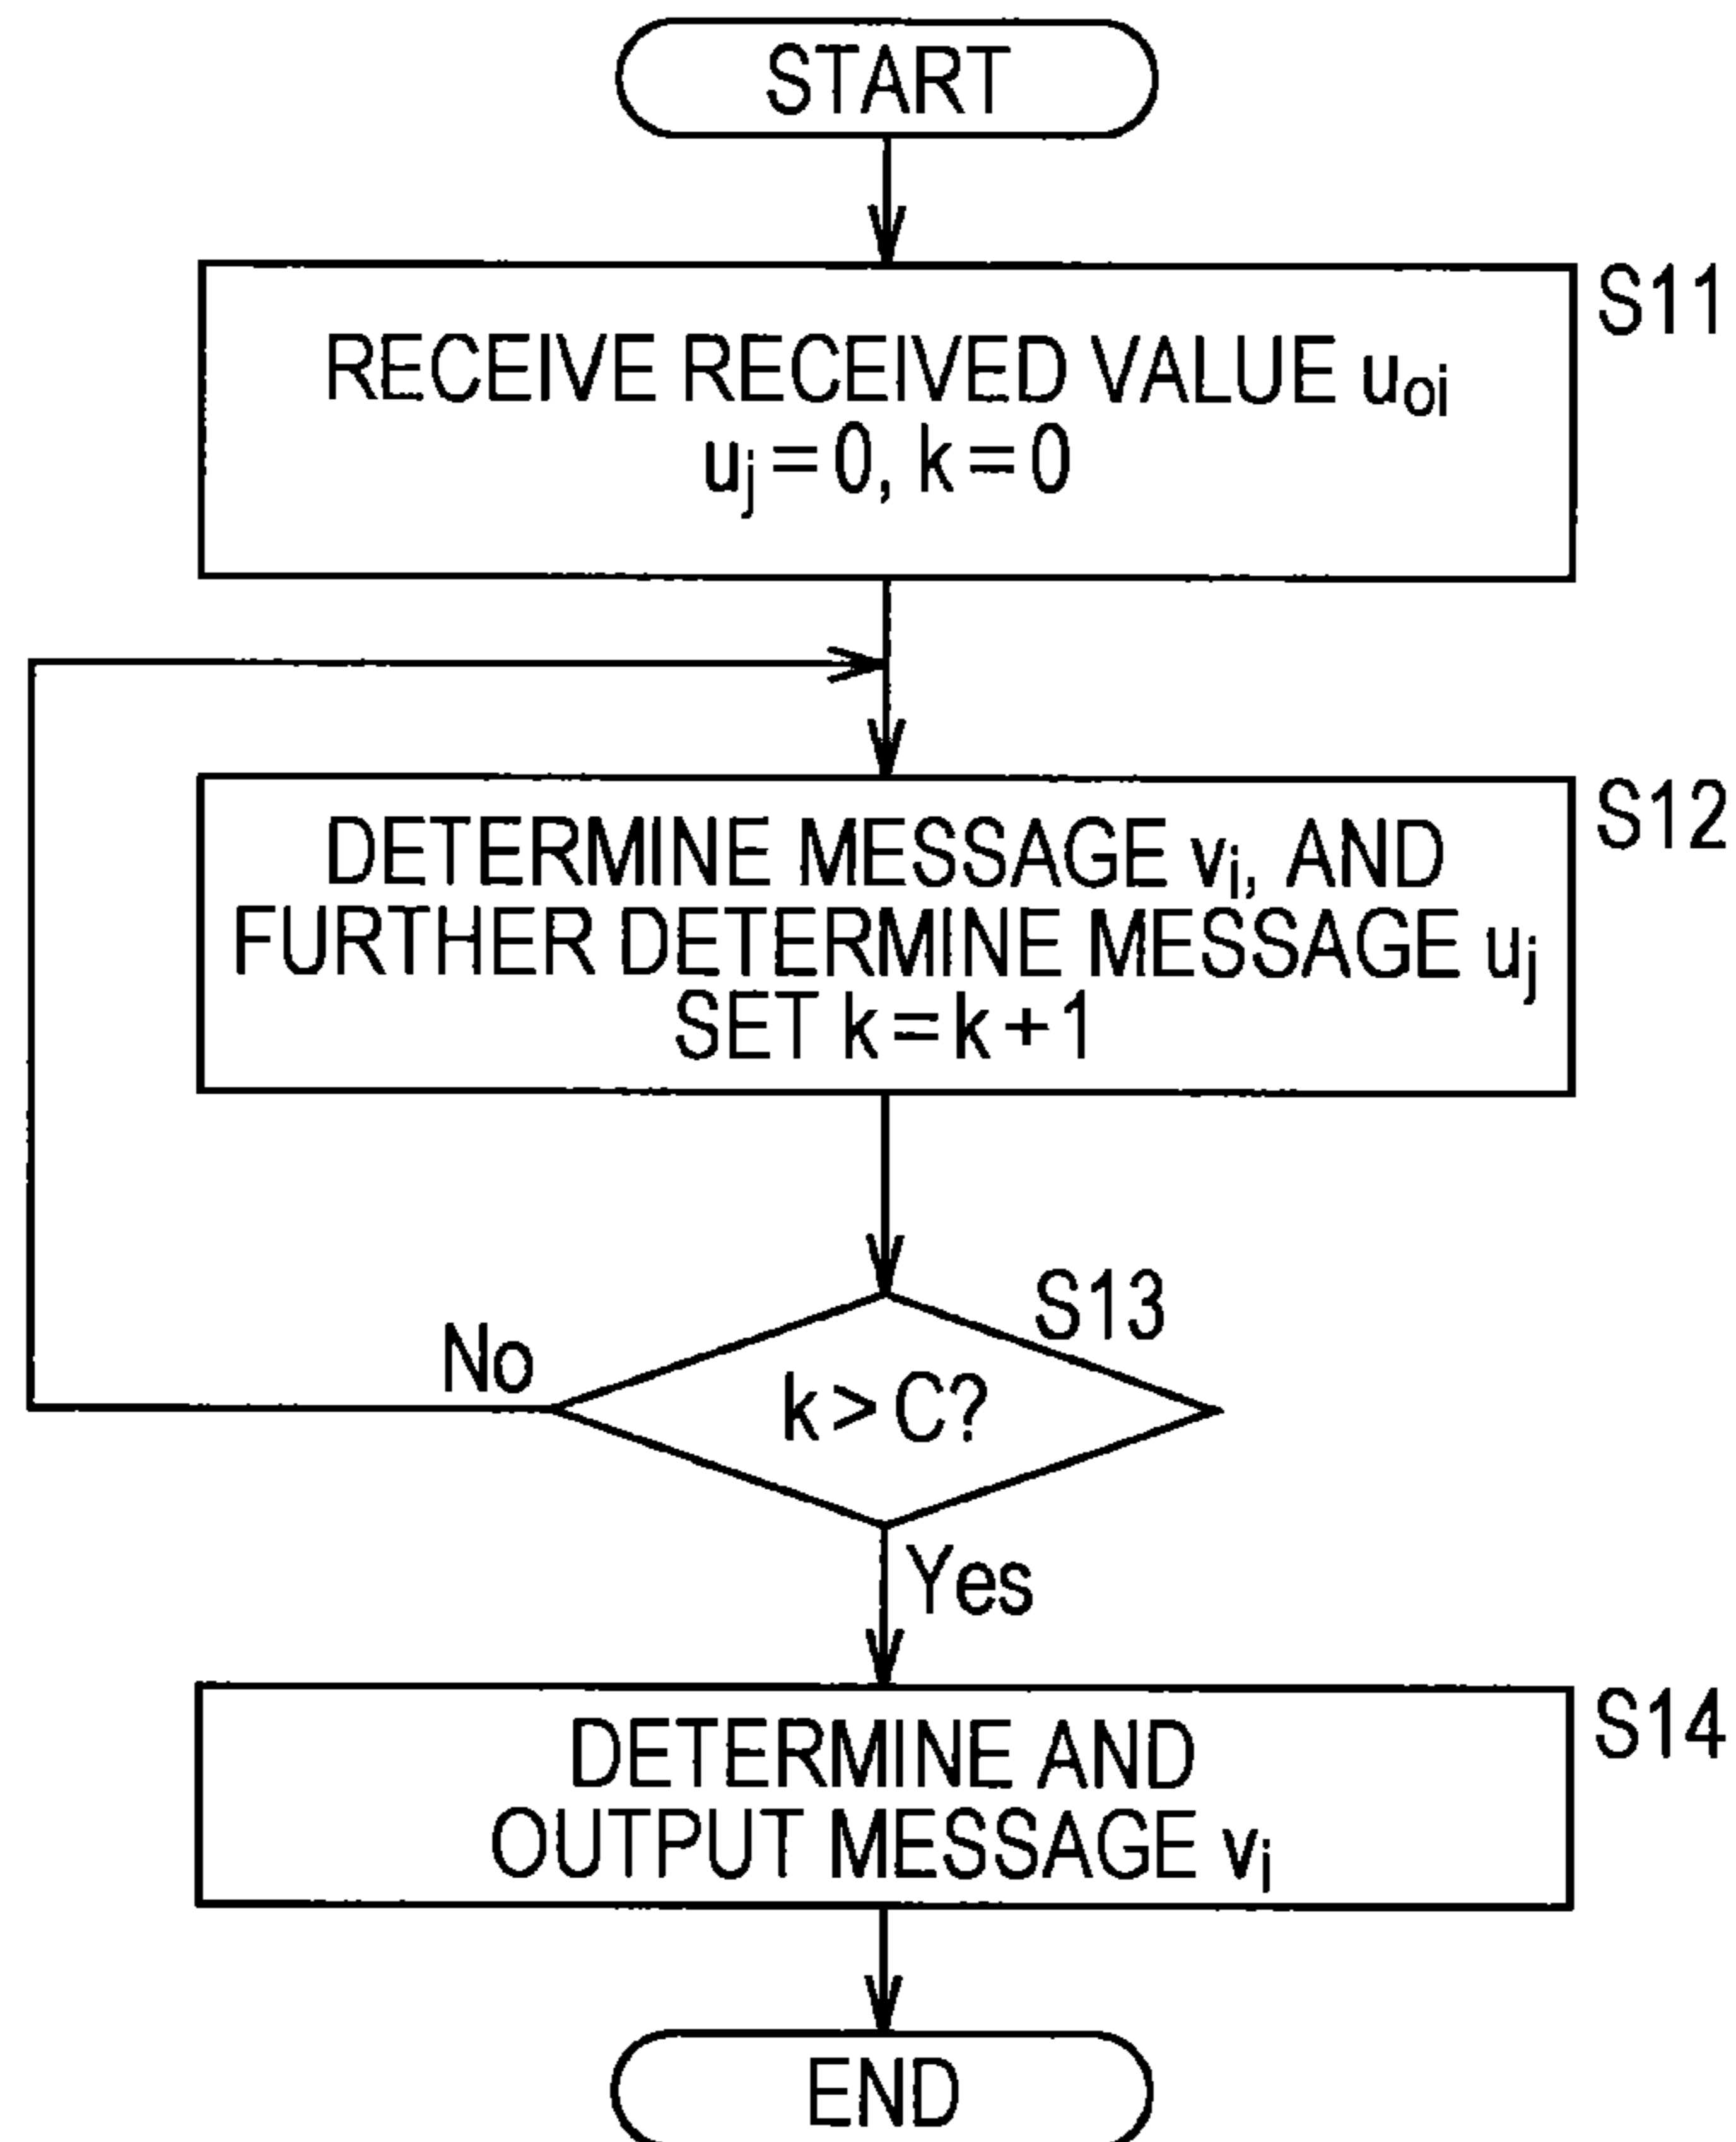 START
S11
RECEIVE RECEIVED VALUE uoi
uj=0, k=0
S12
DETERMINE MESSAGE vi, AND
FURTHER DETERMINE MESSAGE uj
SET k=k+1
S13
No
k>C?
Yes
S14
DETERMINE AND
OUTPUT MESSAGE vi
END